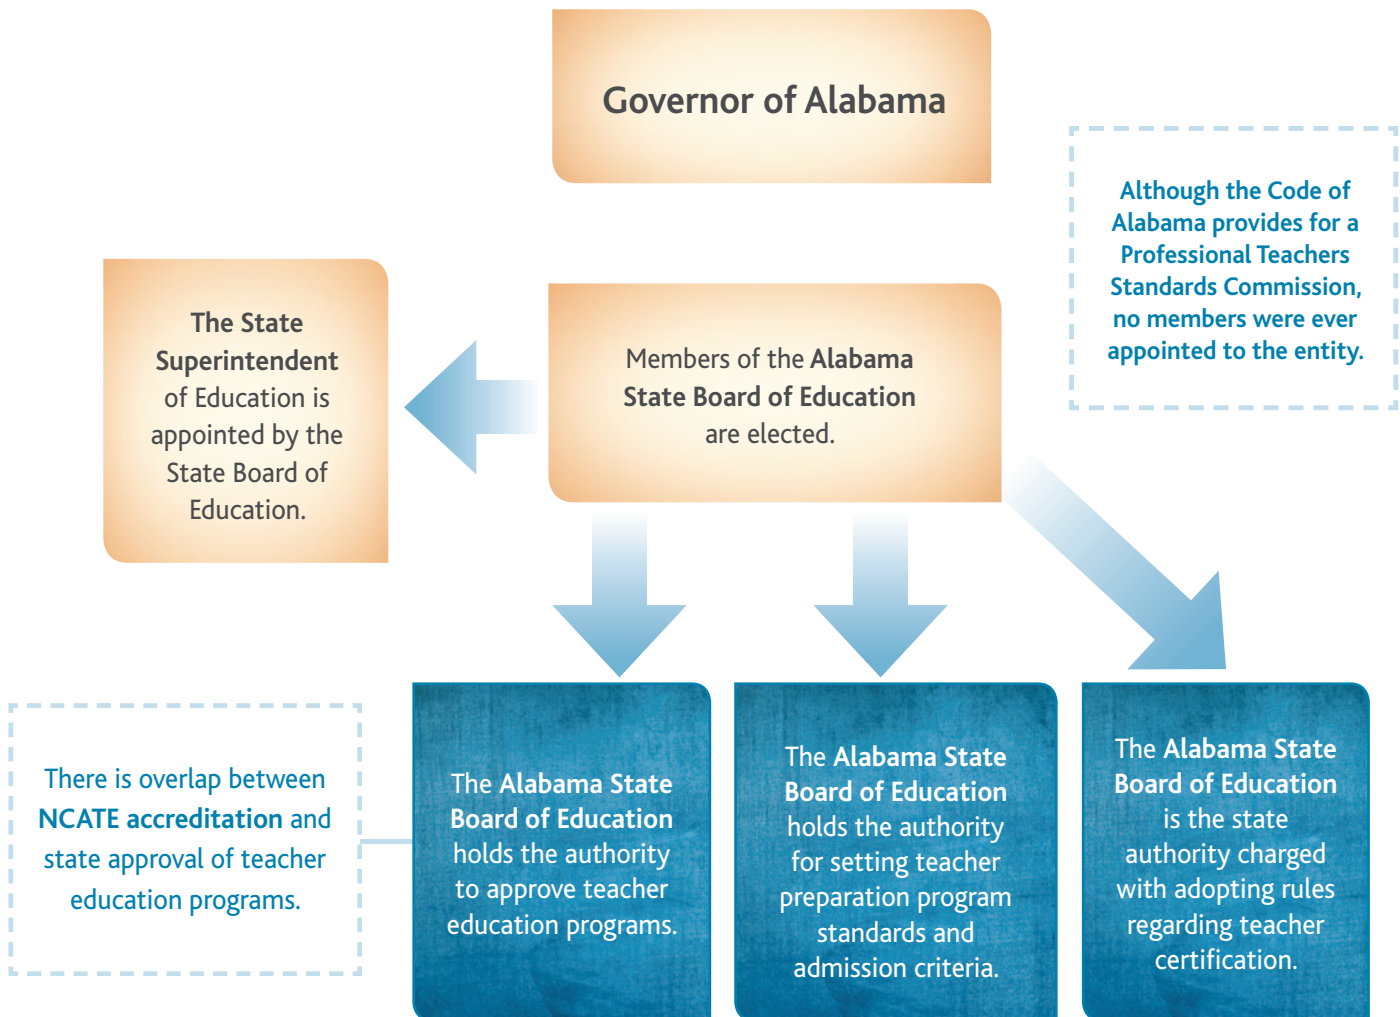 Governor of Alabama
Although the Code of
Alabama provides for a
Professional Teachers
Standards Commission,
no members were ever
appointed to the entity.
The State
Superintendent
of Education is
appointed by the
State Board of
Education.
Members of the Alabama
State Board of Education
are elected.
There is overlap between
NCATE accreditation and
state approval of teacher
education programs.
The Alabama State
Board of Education
holds the authority
to approve teacher
education programs.
The Alabama State
Board of Education
holds the authority
for setting teacher
preparation program
standards and
admission criteria.
The Alabama State
Board of Education
is the state
authority charged
with adopting rules
regarding teacher
certification.